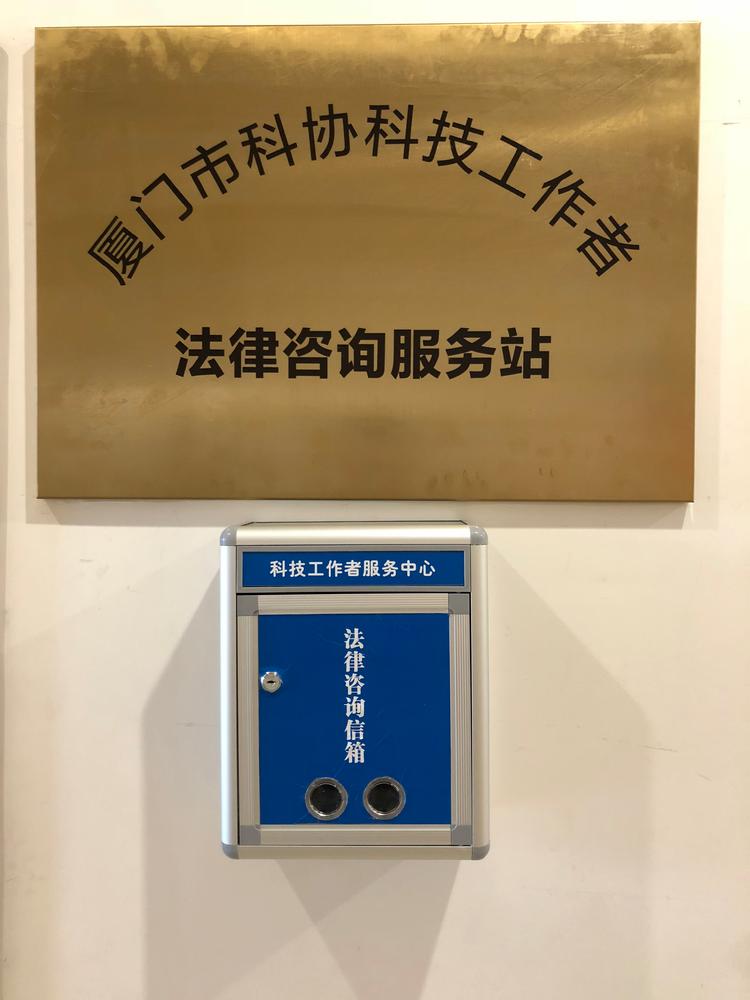 厦门市科协科技工作者
法律咨询服务站
科技工作者服务中心
法律咨询信箱